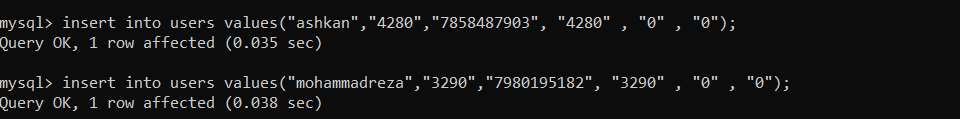 mysql> insert into users values("ashkan","4280","7858487903", "4280" , "0" , "0");
Query OK, 1 row affected (0.035 sec)
mysql> insert into users values("mohammadreza","3290","7980195182", "3290" , "0" , "0");
Query OK, 1 row affected (0.038 sec)